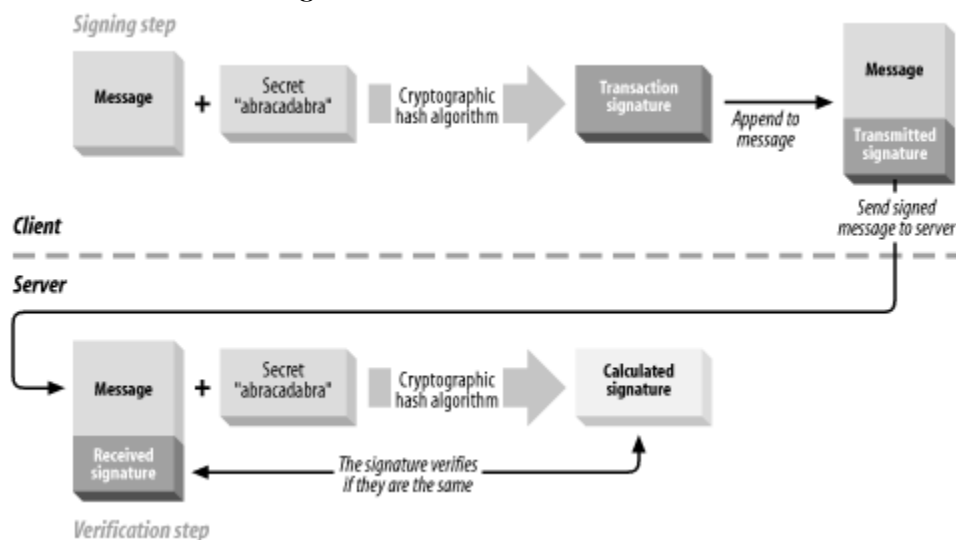 Signing step
Message
+
Secret
"abracadabra"
Cryptographic
hash algorithm
Transaction
signature
Append to
message
Message
Transmitted
signature
Send signed
message to server
Client
Server
Message
+
Secret
"abracadabra"
Cryptographic
hash algorithm
Calculated
signature
Received
signature
The signature verifies
if they are the same
Verification step